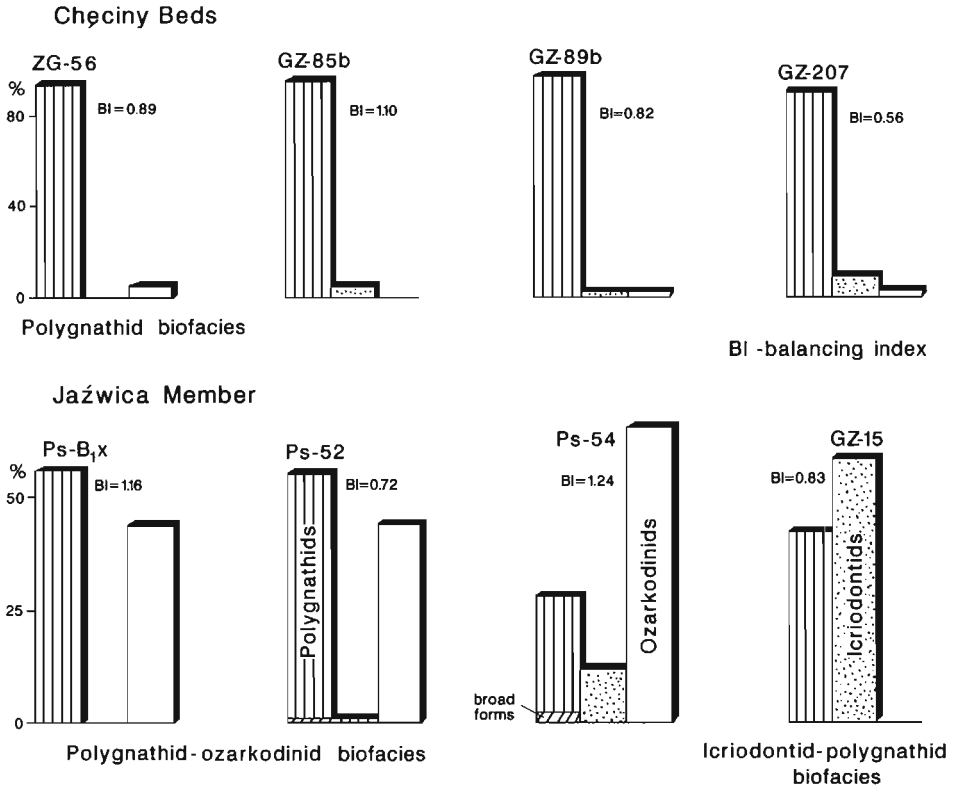 Chęciny Beds
ZG-56
GZ-85b
GZ-89b
GZ-207
%
BI=0.89
BI=1.10
BI=0.82
BI=0.56
80
40
0
Polygnathid biofacies
BI -balancing index
Jaźwica Member
Ps-B₁x
Ps-52
Ps-54
GZ-15
%
BI=1.16
BI=0.72
BI=1.24
BI=0.83
50
25
0
Polygnathids
Ozarkodinids
Icriodontids
broad
forms
Polygnathid-ozarkodinid biofacies
Icriodontid-polygnathid
biofacies